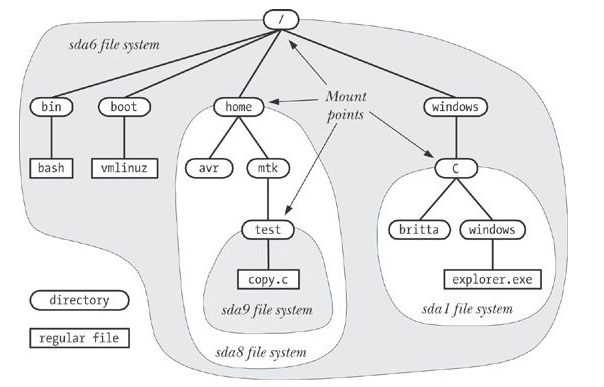 /
sda6 file system
bin
boot
home
Mount
points
windows
bash
vmlinuz
avr
mtk
C
test
britta
windows
copy.c
explorer.exe
directory
sda9 file system
sda1 file system
regular file
sda8 file system